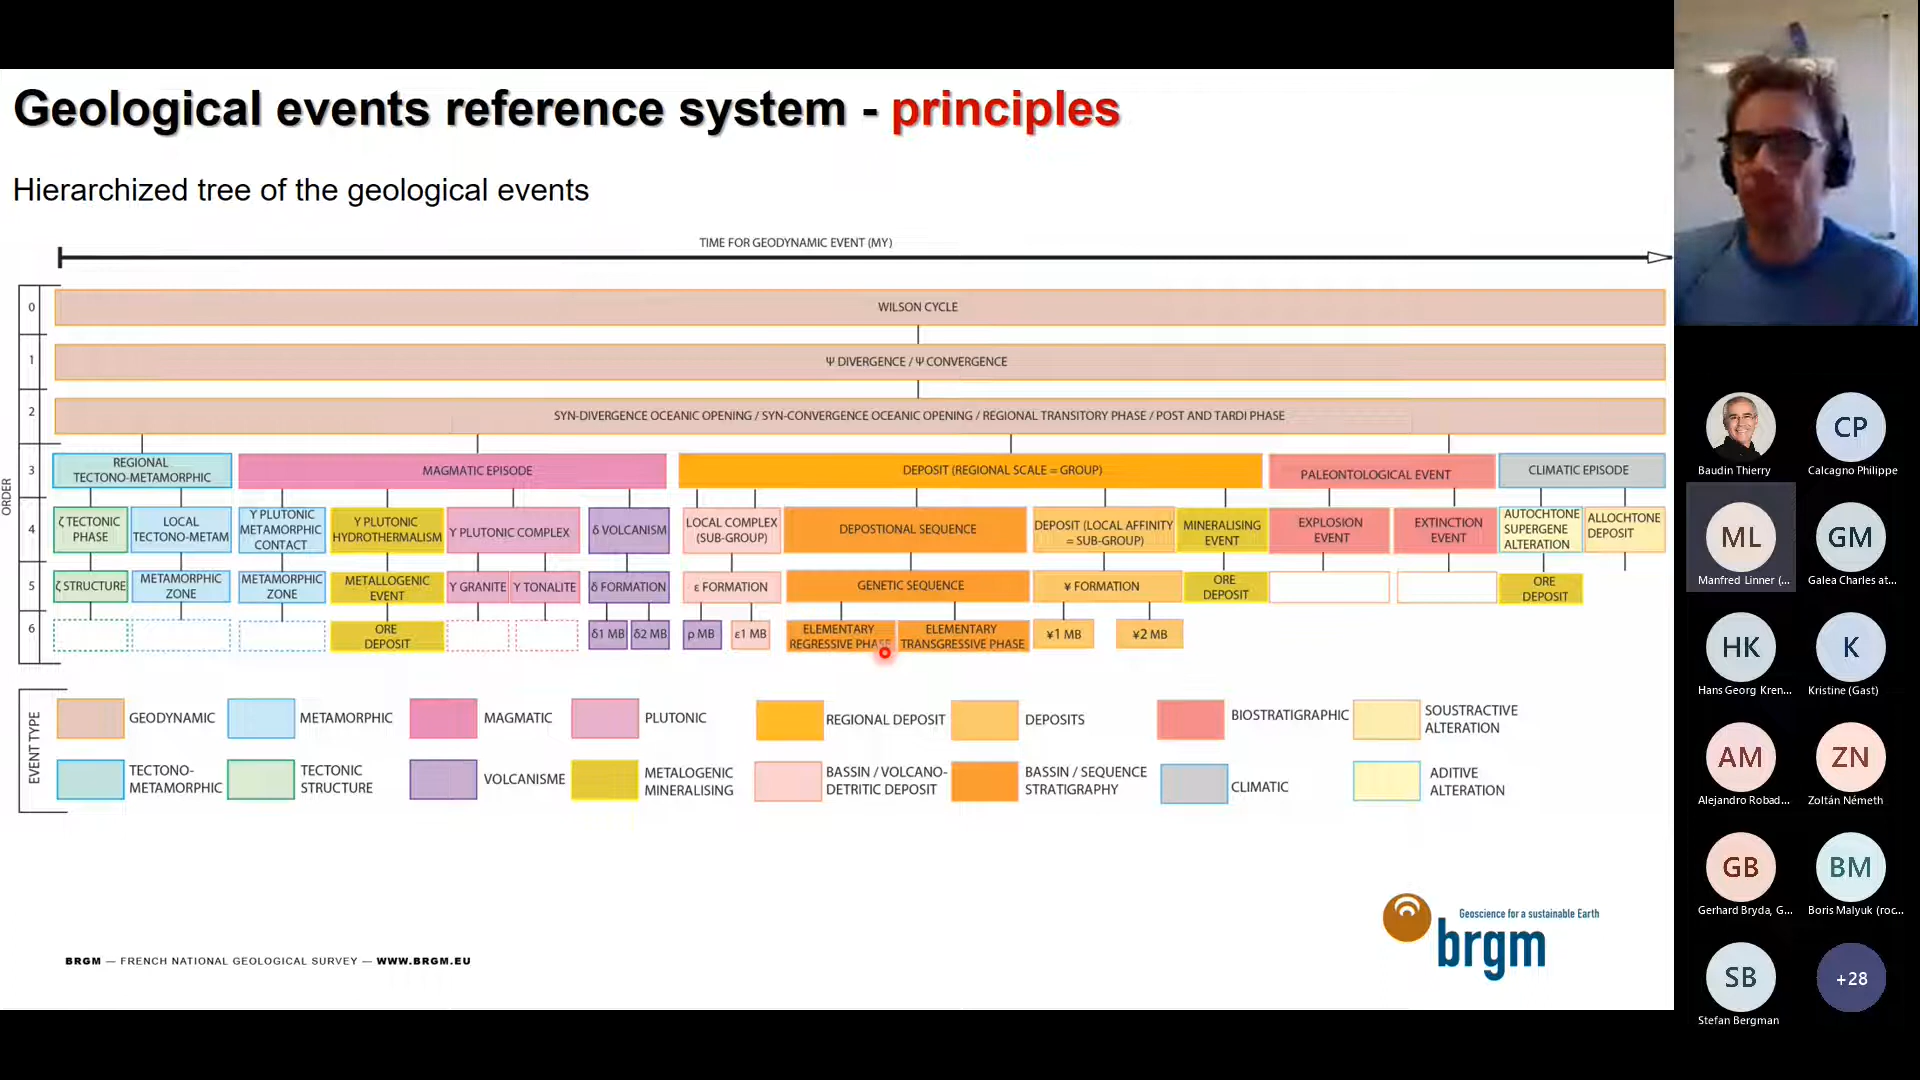 Geological events reference system - principles
Hierarchized tree of the geological events
TIME FOR GEODYNAMIC EVENT (MY)
ORDER
0
WILSON CYCLE
1
Ψ DIVERGENCE / Ψ CONVERGENCE
2
SYN-DIVERGENCE OCEANIC OPENING / SYN-CONVERGENCE OCEANIC OPENING / REGIONAL TRANSITORY PHASE / POST AND TARDI PHASE
3
REGIONAL
TECTONO-METAMORPHIC
MAGMATIC EPISODE
DEPOSIT (REGIONAL SCALE = GROUP)
PALEONTOLOGICAL EVENT
CLIMATIC EPISODE
4
ζ TECTONIC
PHASE
LOCAL
TECTONO-METAM
γ PLUTONIC
METAMORPHIC
CONTACT
γ PLUTONIC
HYDROTHERMALISM
γ PLUTONIC COMPLEX
δ VOLCANISM
LOCAL COMPLEX
(SUB-GROUP)
DEPOSTIONAL SEQUENCE
DEPOSIT (LOCAL AFFINITY
= SUB-GROUP)
MINERALISING
EVENT
EXPLOSION
EVENT
EXTINCTION
EVENT
AUTOCHTONE
SUPERGENE
ALTERATION
ALLOCHTONE
DEPOSIT
5
ζ STRUCTURE
METAMORPHIC
ZONE
METAMORPHIC
ZONE
METALLOGENIC
EVENT
γ GRANITE
γ TONALITE
δ FORMATION
ε FORMATION
GENETIC SEQUENCE
¥ FORMATION
ORE
DEPOSIT
ORE
DEPOSIT
6
ORE
DEPOSIT
δ1 MB
δ2 MB
ρ MB
ε1 MB
ELEMENTARY
REGRESSIVE PHASE
ELEMENTARY
TRANSGRESSIVE PHASE
¥1 MB
¥2 MB
EVENT TYPE
GEODYNAMIC
METAMORPHIC
MAGMATIC
PLUTONIC
REGIONAL DEPOSIT
DEPOSITS
BIOSTRATIGRAPHIC
SOUSTRACTIVE
ALTERATION
TECTONO-
METAMORPHIC
TECTONIC
STRUCTURE
VOLCANISME
METALOGENIC
MINERALISING
BASSIN / VOLCANO-
DETRITIC DEPOSIT
BASSIN / SEQUENCE
STRATIGRAPHY
CLIMATIC
ADITIVE
ALTERATION
Geoscience for a sustainable Earth
brgm
BRGM — FRENCH NATIONAL GEOLOGICAL SURVEY — WWW.BRGM.EU
Baudin Thierry
CP
Calcagno Philippe
ML
Manfred Linner (...
GM
Galea Charles at...
HK
Hans Georg Kren...
K
Kristine (Gast)
AM
Alejandro Robad...
ZN
Zoltán Németh
GB
Gerhard Bryda, G...
BM
Boris Malyuk (roc...
SB
Stefan Bergman
+28